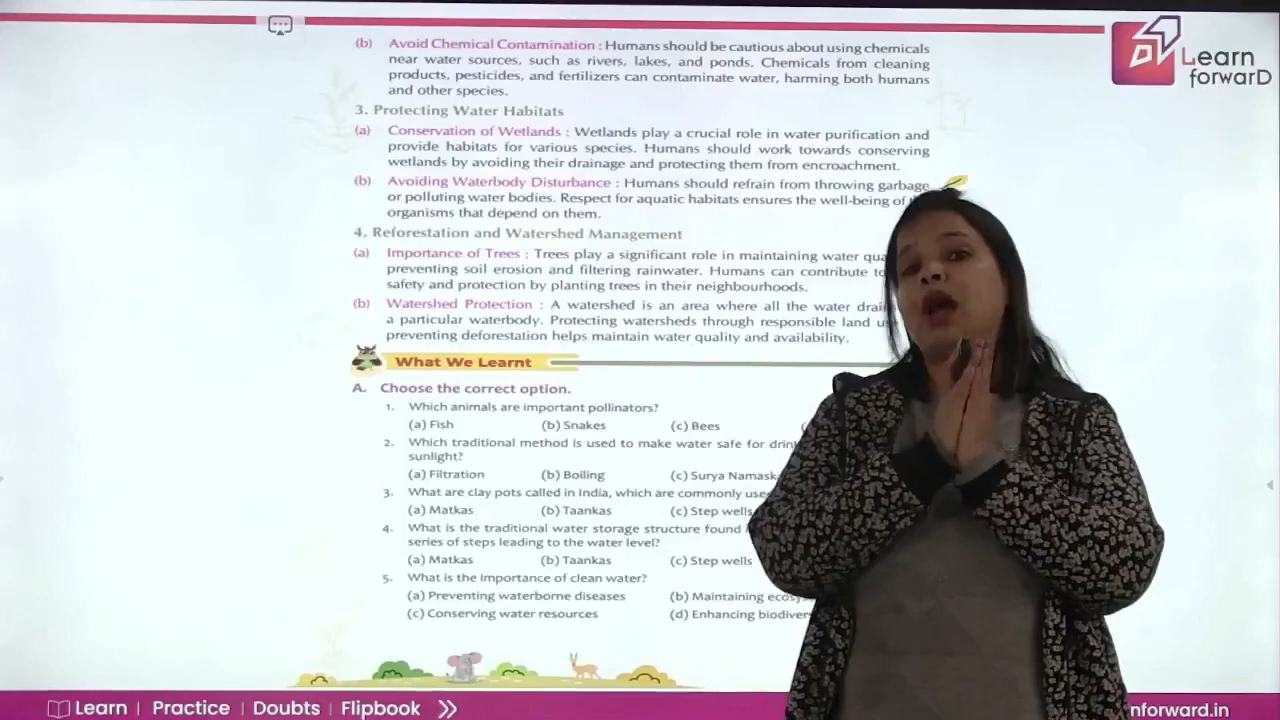 Learn
forwarD
(b) Avoid Chemical Contamination : Humans should be cautious about using chemicals
near water sources, such as rivers, lakes, and ponds. Chemicals from cleaning
products, pesticides, and fertilizers can contaminate water, harming both humans
and other species.
3. Protecting Water Habitats
(a) Conservation of Wetlands : Wetlands play a crucial role in water purification and
provide habitats for various species. Humans should work towards conserving
wetlands by avoiding their drainage and protecting them from encroachment.
(b) Avoiding Waterbody Disturbance : Humans should refrain from throwing garbage
or polluting water bodies. Respect for aquatic habitats ensures the well-being of
organisms that depend on them.
4. Reforestation and Watershed Management
(a) Importance of Trees : Trees play a significant role in maintaining water
preventing soil erosion and filtering rainwater. Humans can contribute
safety and protection by planting trees in their neighbourhoods.
(b) Watershed Protection : A watershed is an area where all the water
a particular waterbody. Protecting watersheds through responsible land
preventing deforestation helps maintain water quality and availability.
What We Learnt
A. Choose the correct option.
1. Which animals are important pollinators?
(a) Fish (b) Snakes (c) Bees
2. Which traditional method is used to make water safe for
sunlight?
(a) Filtration (b) Boiling (c) Surya
3. What are clay pots called in India, which are commonly
(a) Matkas (b) Taankas (c) Step wells
4. What is the traditional water storage structure found
series of steps leading to the water level?
(a) Matkas (b) Taankas (c) Step wells
5. What is the importance of clean water?
(a) Preventing waterborne diseases (b) Maintaining
(c) Conserving water resources (d) Enhancing
Learn | Practice | Doubts | Flipbook
nforward.in